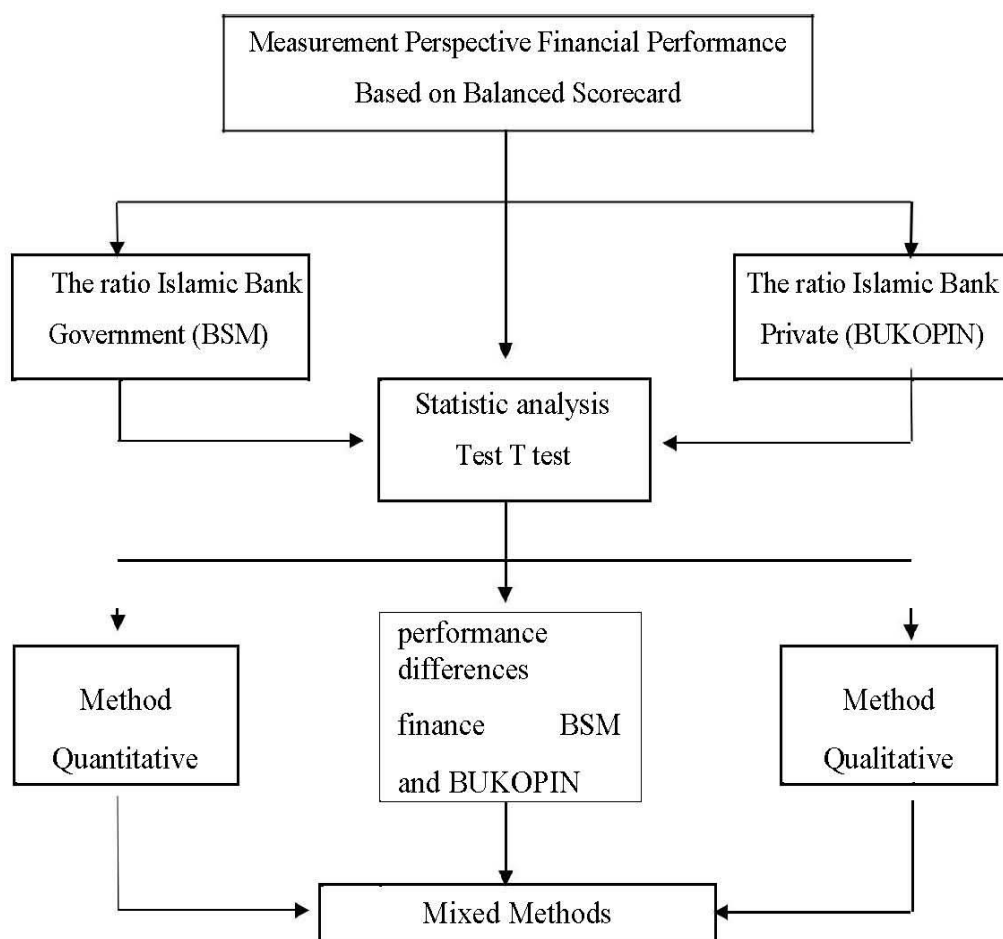 Measurement Perspective Financial Performance
Based on Balanced Scorecard
The ratio Islamic Bank
Government (BSM)
The ratio Islamic Bank
Private (BUKOPIN)
Statistic analysis
Test T test
Method
Quantitative
performance
differences
finance BSM
and BUKOPIN
Method
Qualitative
Mixed Methods